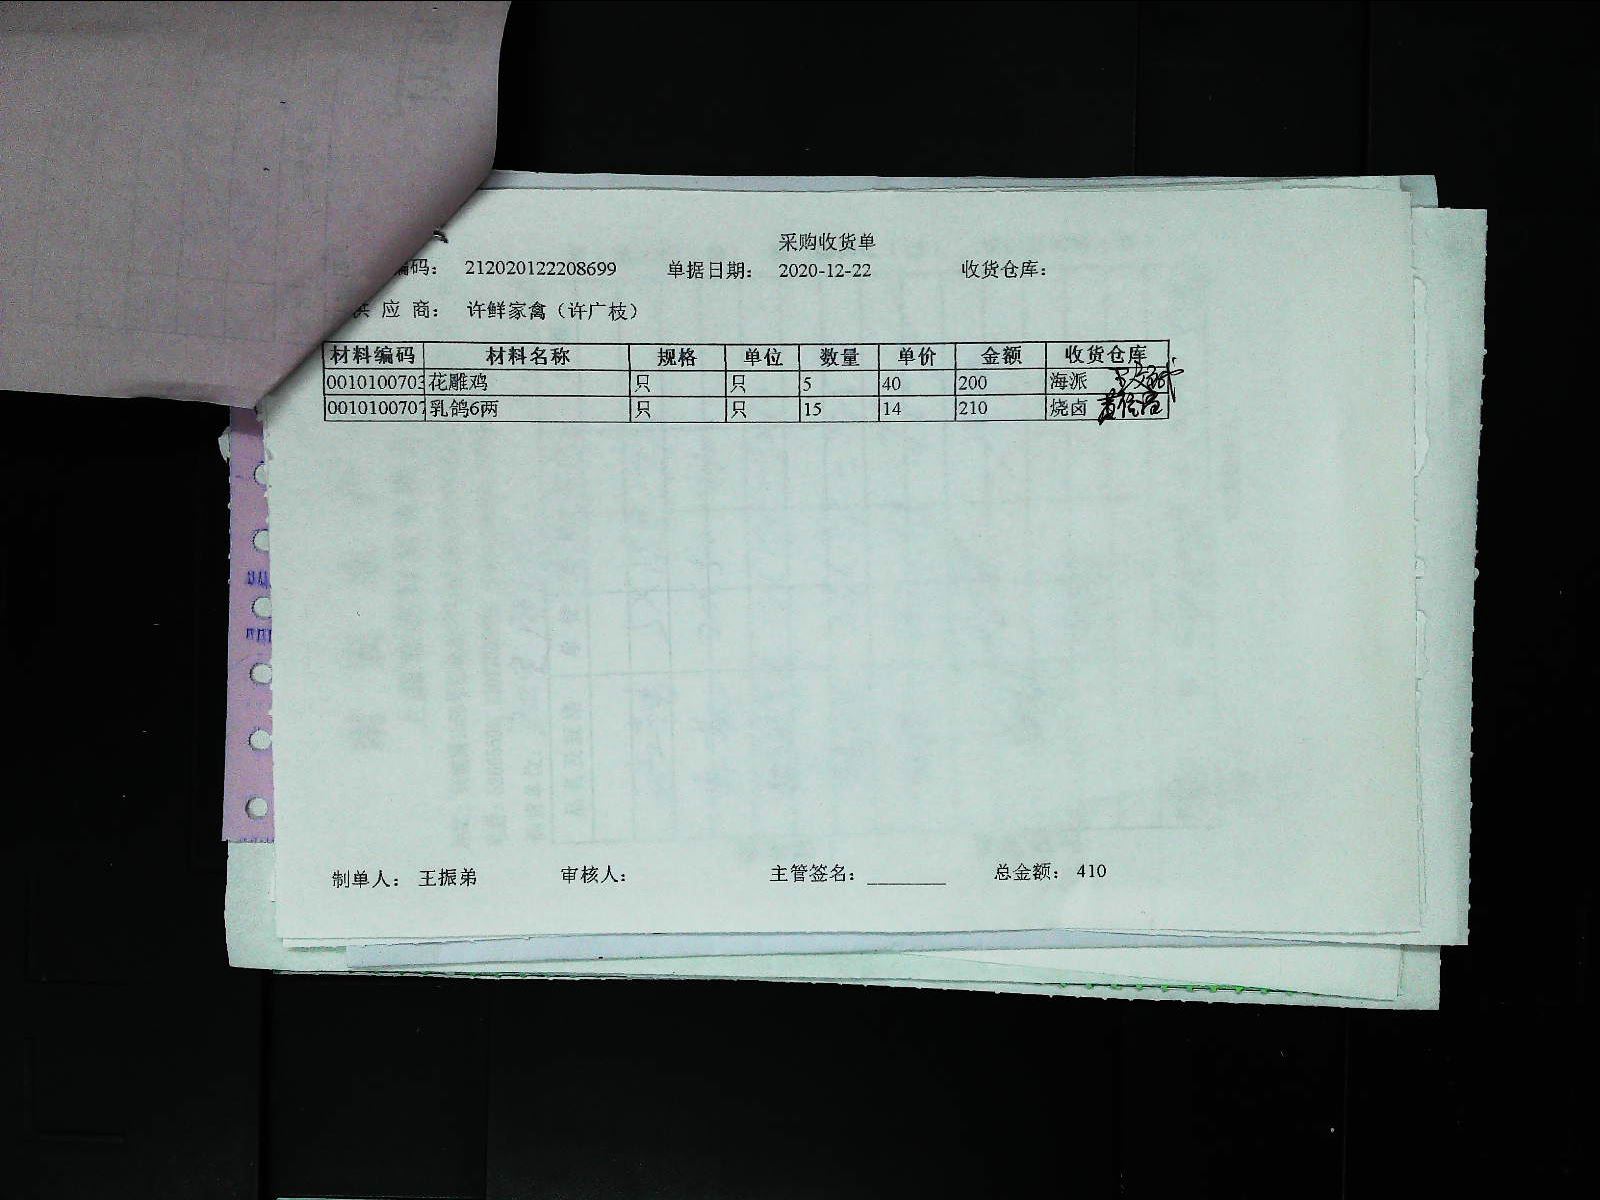 采购收货单
编码： 212020122208699 单据日期： 2020-12-22 收货仓库：
供 应 商： 许鲜家禽（许广枝）
材料编码 材料名称 规格 单位 数量 单价 金额 收货仓库
0010100703 花雕鸡 只 只 5 40 200 海派
0010100707 乳鸽6两 只 只 15 14 210 烧卤
制单人： 王振弟 审核人： 主管签名： 总金额： 410